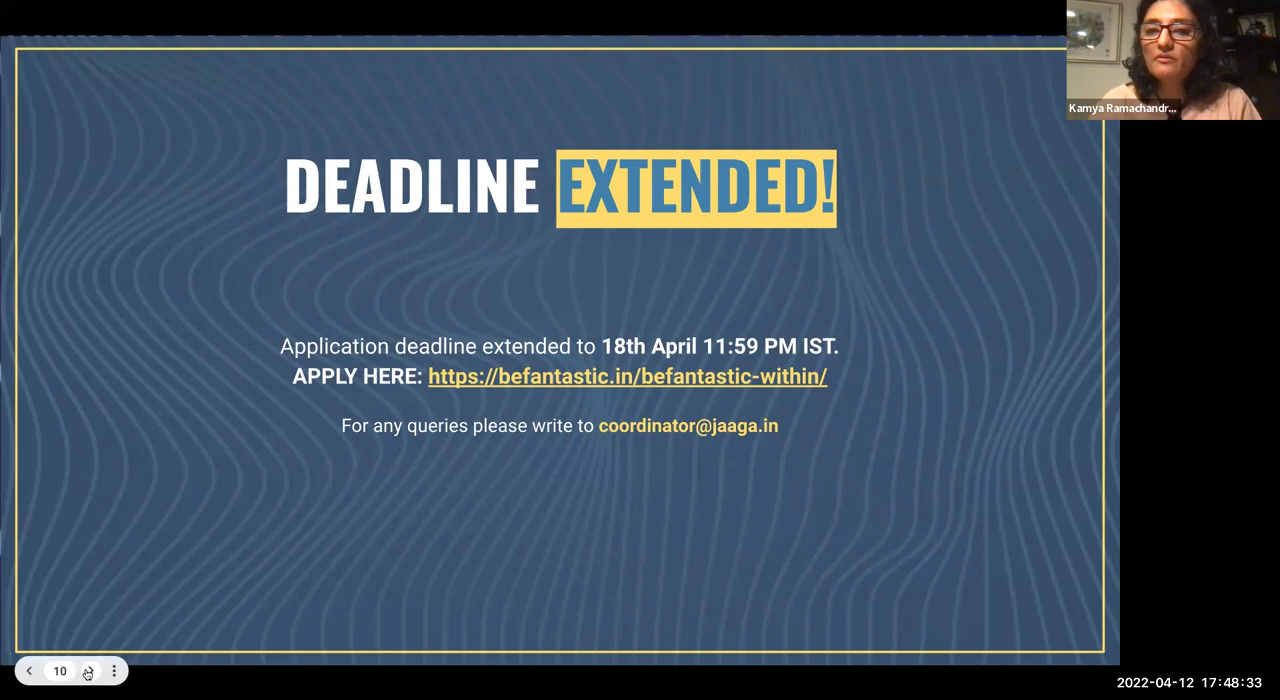 Kamya Ramachandr...
DEADLINE EXTENDED!
Application deadline extended to 18th April 11:59 PM IST.
APPLY HERE: https://befantastic.in/befantastic-within/
For any queries please write to coordinator@jaaga.in
10
2022-04-12 17:48:33